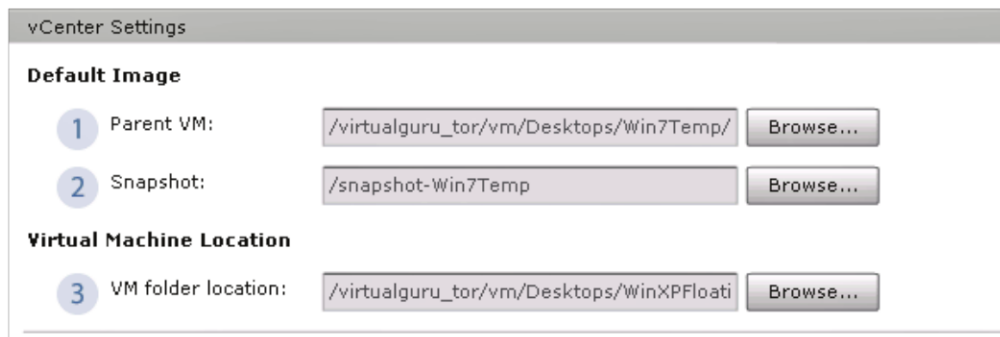 vCenter Settings
Default Image
1 Parent VM: /virtualguru_tor/vm/Desktops/Win7Temp/ Browse...
2 Snapshot: /snapshot-Win7Temp Browse...
Virtual Machine Location
3 VM folder location: /virtualguru_tor/vm/Desktops/WinXPFloati Browse...